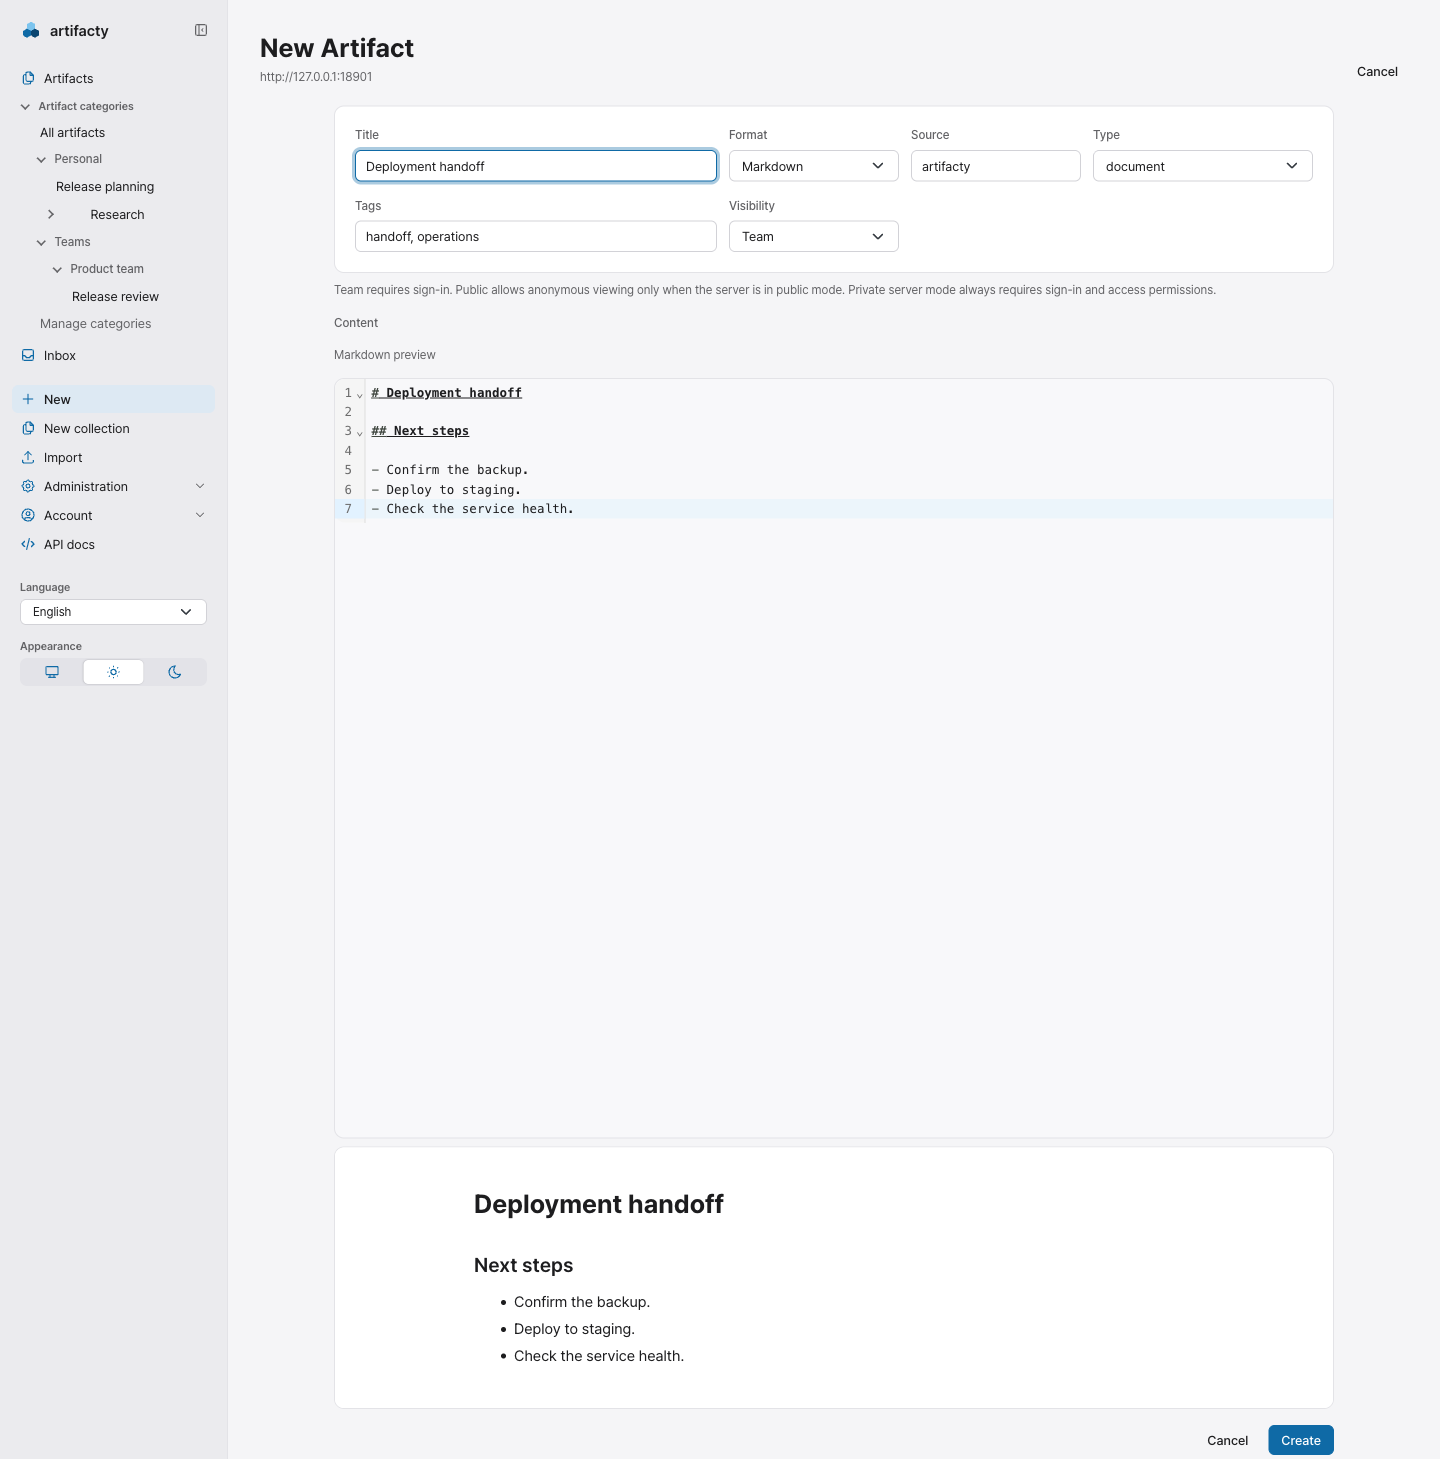 artifacty
Artifacts
Artifact categories
All artifacts
Personal
Release planning
Research
Teams
Product team
Release review
Manage categories
Inbox
New
New collection
Import
Administration
Account
API docs
Language
English
Appearance
New Artifact
http://127.0.0.1:18901
Cancel
Title Format Source Type
Deployment handoff Markdown artifacty document
Tags Visibility
handoff, operations Team
Team requires sign-in. Public allows anonymous viewing only when the server is in public mode. Private server mode always requires sign-in and access permissions.
Content
Markdown preview
1 # Deployment handoff
2
3 ## Next steps
4
5 - Confirm the backup.
6 - Deploy to staging.
7 - Check the service health.
Deployment handoff
Next steps
• Confirm the backup.
• Deploy to staging.
• Check the service health.
Cancel Create